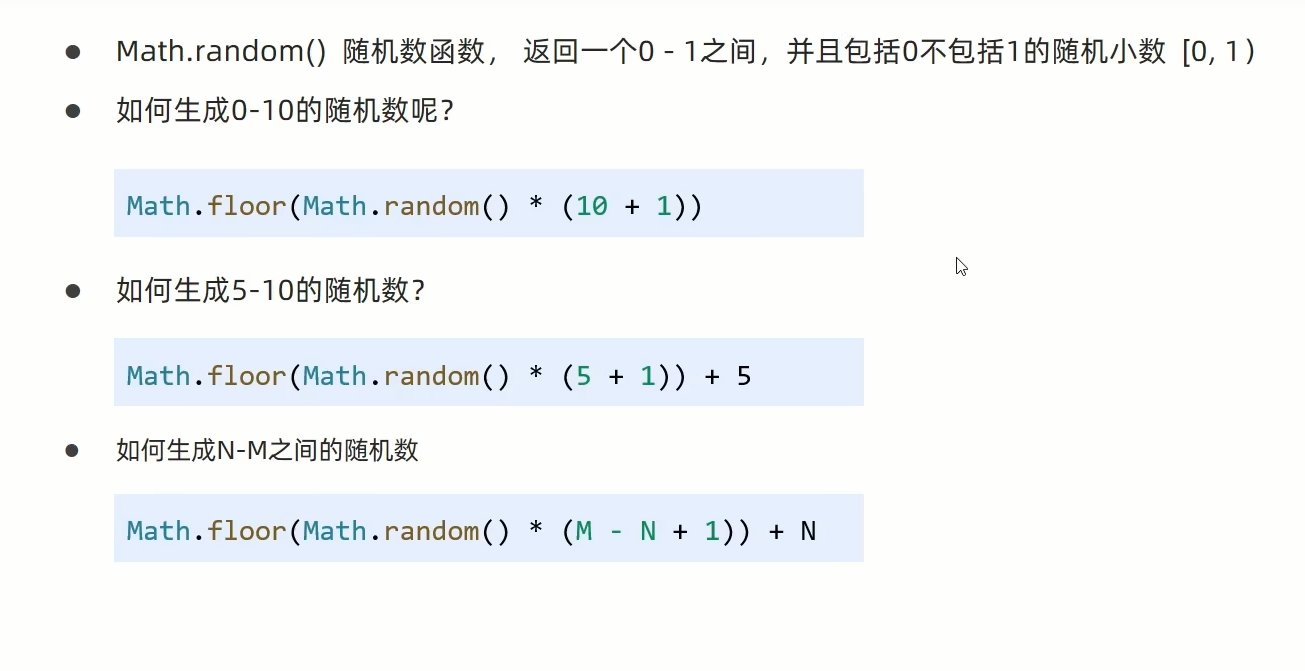 ● Math.random() 随机数函数， 返回一个0 - 1之间，并且包括0不包括1的随机小数 [0, 1）
● 如何生成0-10的随机数呢？
Math.floor(Math.random() * (10 + 1))
● 如何生成5-10的随机数？
Math.floor(Math.random() * (5 + 1)) + 5
● 如何生成N-M之间的随机数
Math.floor(Math.random() * (M - N + 1)) + N